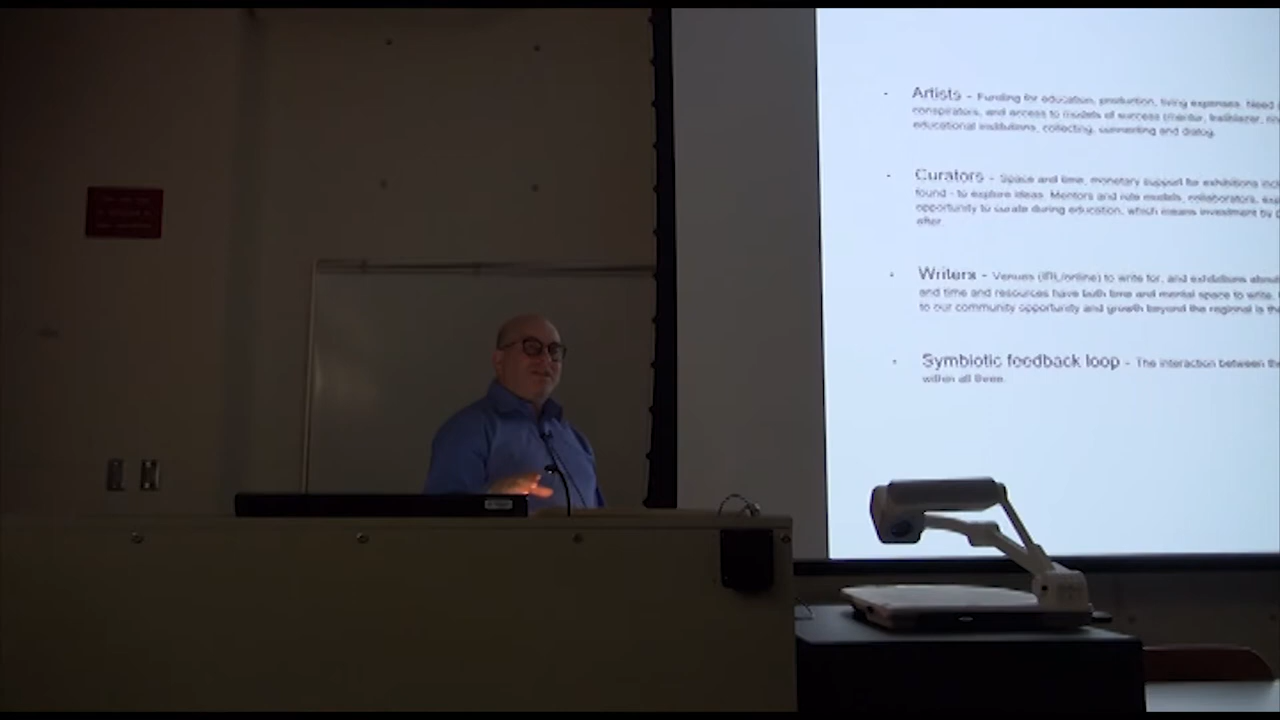 Artists - Funding for education, production, living expenses. Need
conspirators, and access to models of success (mentor, trailblazer,
educational institutions, collecting, connecting and dialog.
Curators - Space and time, monetary support for exhibitions
found - to explore ideas. Mentors and role models, collaborators,
opportunity to curate during education, which means investment by
after.
Writers - Venues (IRL/online) to write for, and exhibitions
and time and resources have both time and mental space to write.
to our community opportunity and growth beyond the regional is
Symbiotic feedback loop - The interaction between
within all three.